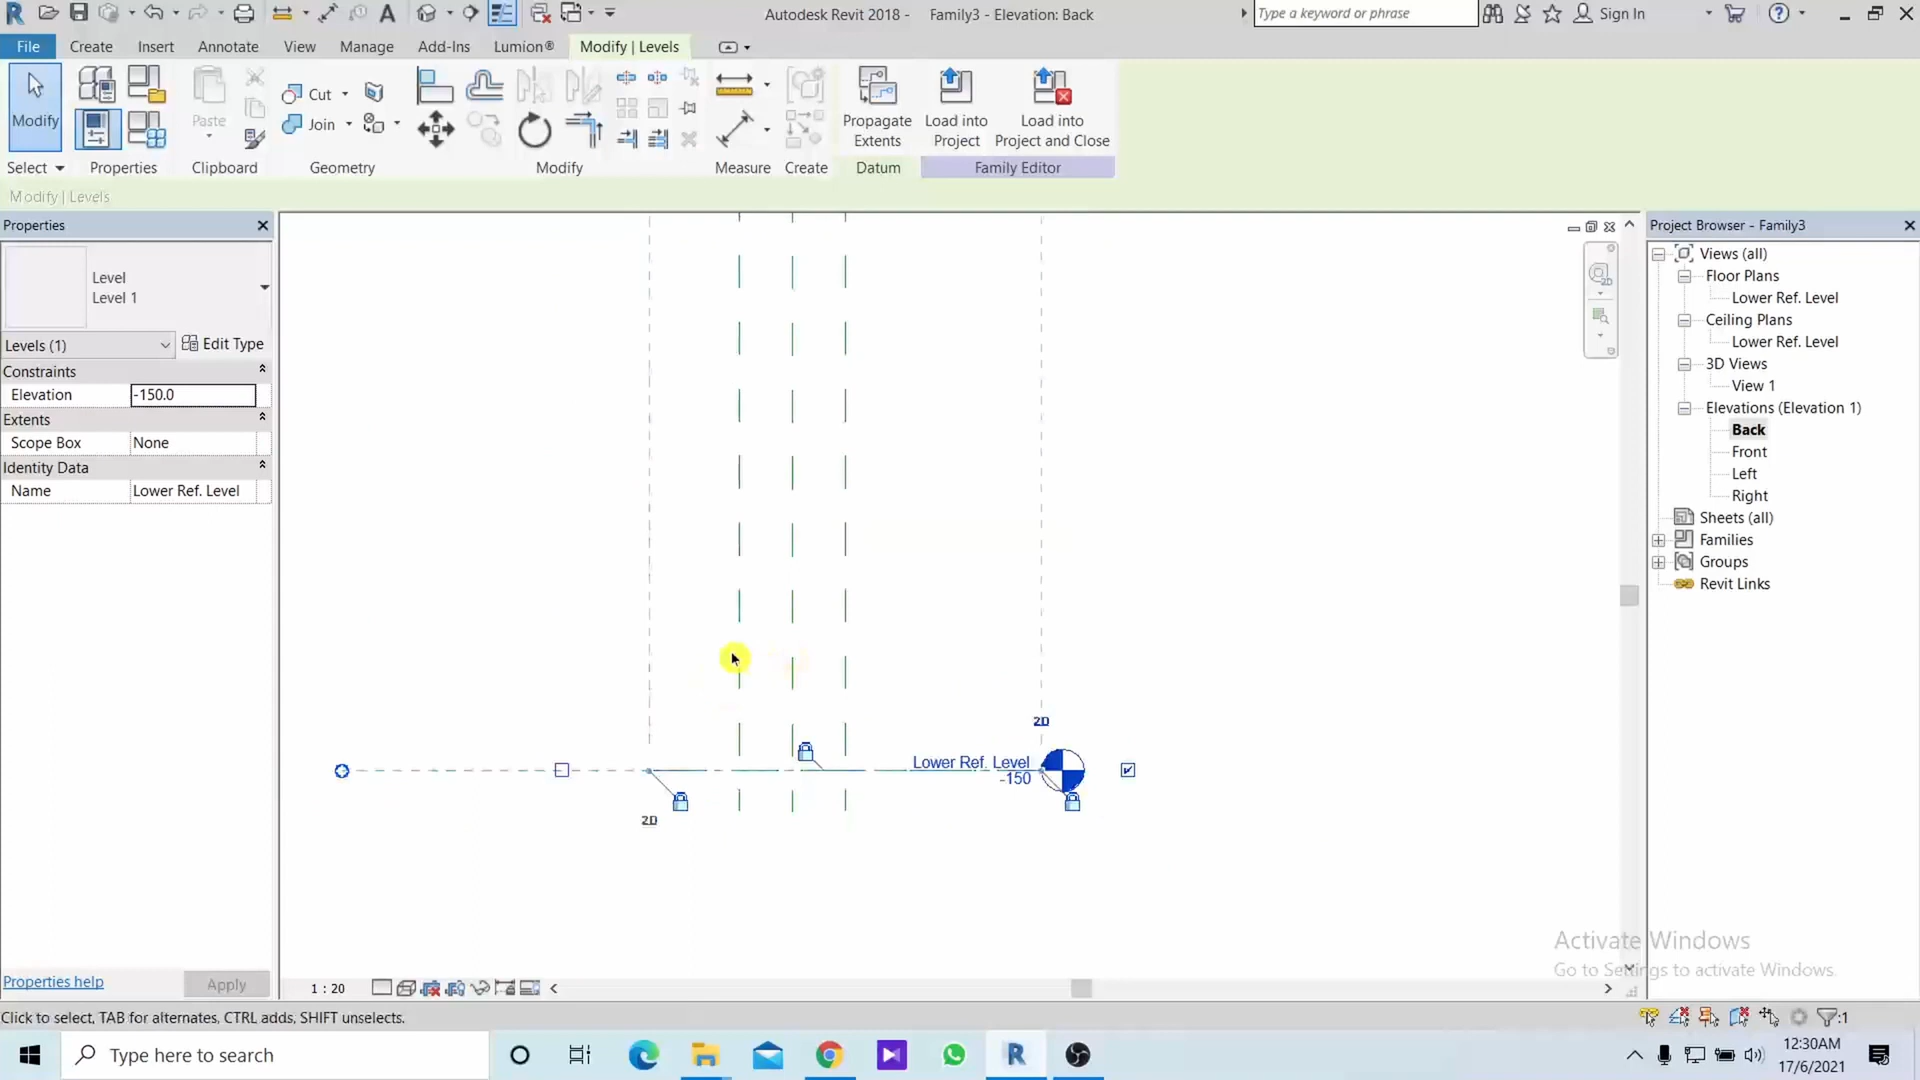 Autodesk Revit 2018 - Family3 - Elevation: Back
Type a keyword or phrase
Sign In
File Create Insert Annotate View Manage Add-Ins Lumion® Modify | Levels
Modify
Paste
Cut
Join
Propagate Extents
Load into Project
Load into Project and Close
Select Properties Clipboard Geometry Modify Measure Create Datum Family Editor
Modify | Levels
Properties
Level
Level 1
Levels (1) Edit Type
Constraints
Elevation -150.0
Extents
Scope Box None
Identity Data
Name Lower Ref. Level
Properties help Apply
2D
Lower Ref. Level
-150
2D
1 : 20
2D
Project Browser - Family3
Views (all)
Floor Plans
Lower Ref. Level
Ceiling Plans
Lower Ref. Level
3D Views
View 1
Elevations (Elevation 1)
Back
Front
Left
Right
Sheets (all)
Families
Groups
Revit Links
Activate Windows
Go to Settings to activate Windows.
Click to select, TAB for alternates, CTRL adds, SHIFT unselects.
:1
Type here to search
12:30AM
17/6/2021